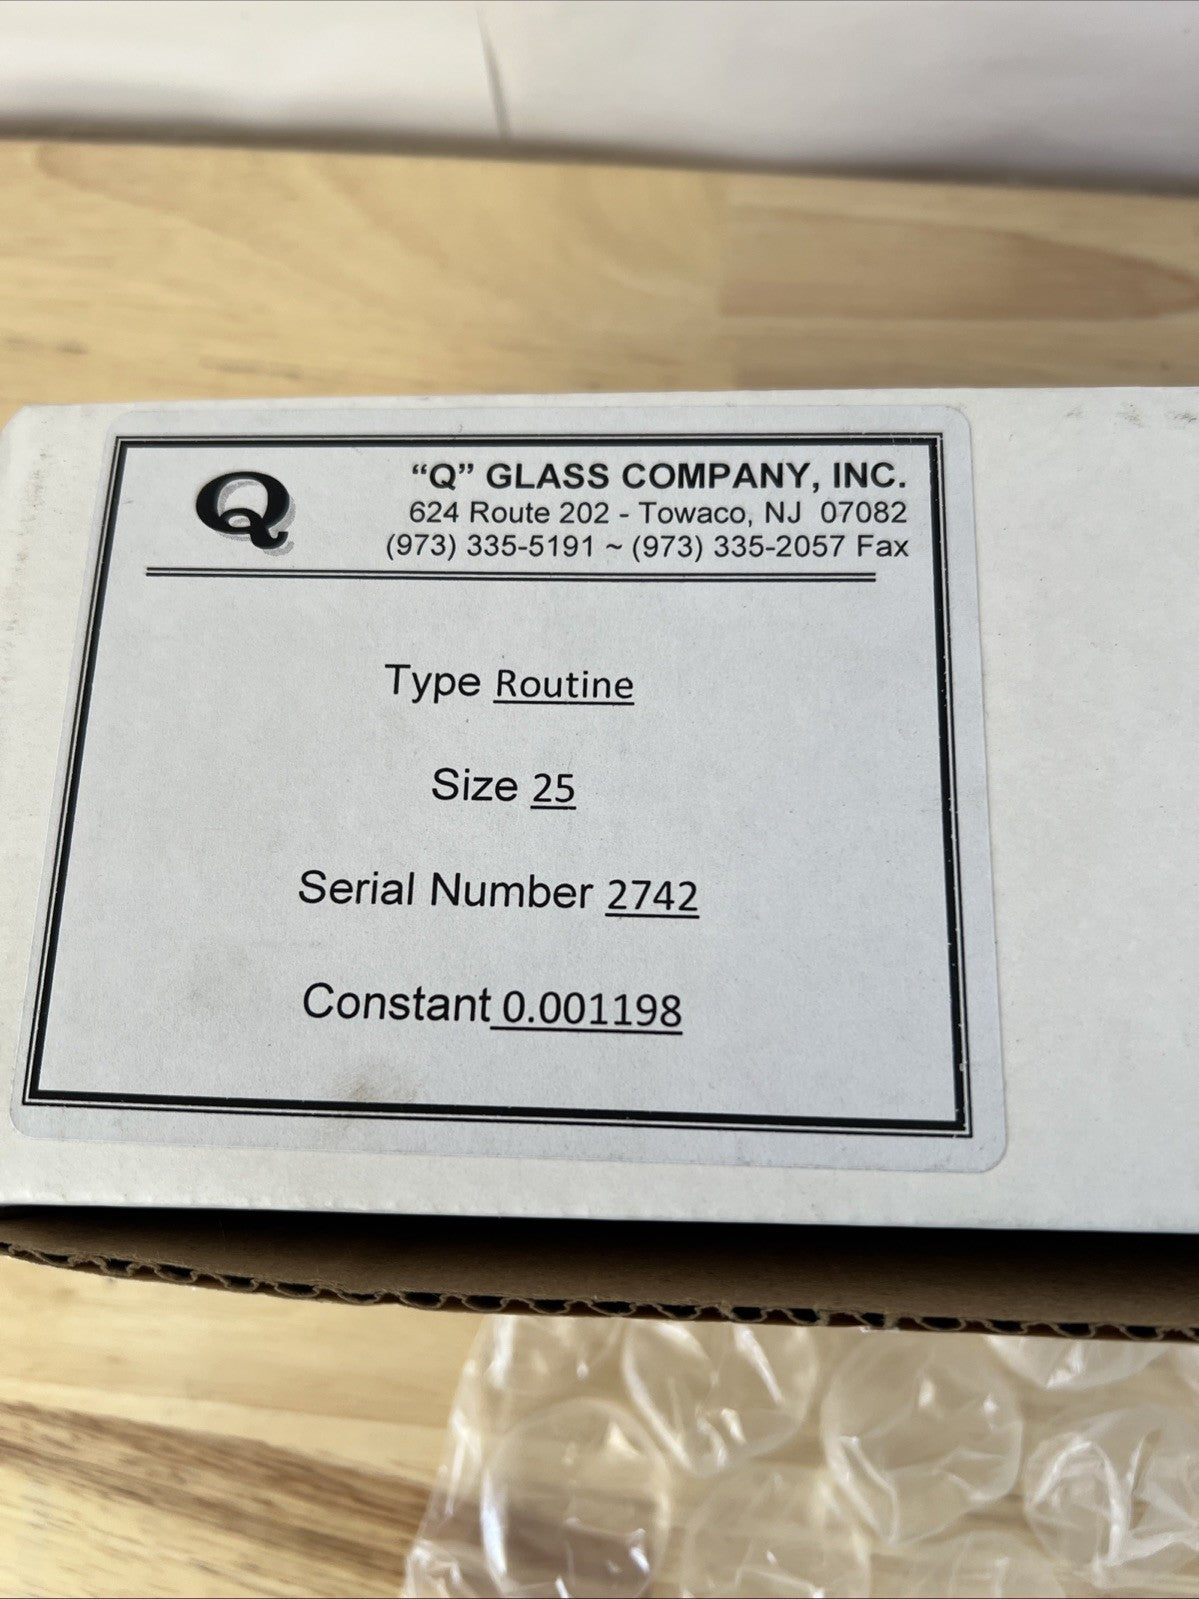 Q
“Q” GLASS COMPANY, INC.
624 Route 202 - Towaco, NJ 07082
(973) 335-5191 ~ (973) 335-2057 Fax
Type Routine
Size 25
Serial Number 2742
Constant 0.001198